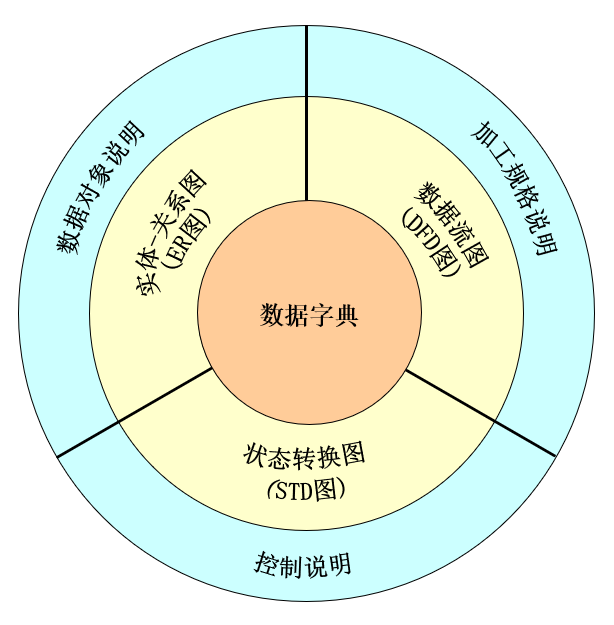 数据对象说明
加工规格说明
实体-关系图
(ER图)
数据流图
(DFD图)
数据字典
状态转换图
(STD图)
控制说明